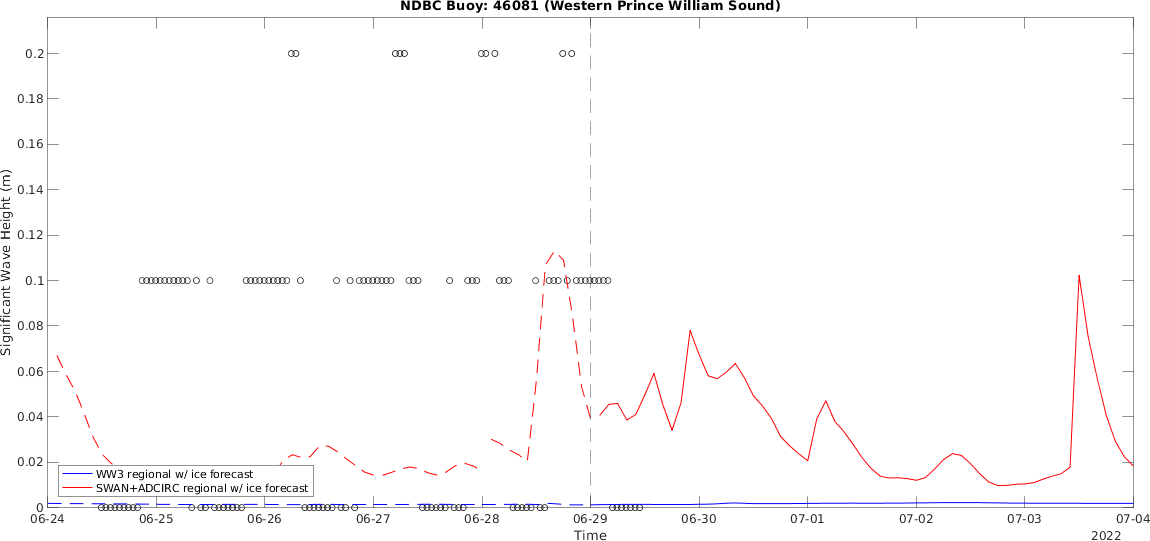 NDBC Buoy: 46081 (Western Prince William Sound)
0.2
0.18
0.16
0.14
0.12
0.1
0.08
0.06
0.04
0.02
0
Significant Wave Height (m)
WW3 regional w/ ice forecast
SWAN+ADCIRC regional w/ ice forecast
06-24 06-25 06-26 06-27 06-28 06-29 06-30 07-01 07-02 07-03 07-04
Time
2022